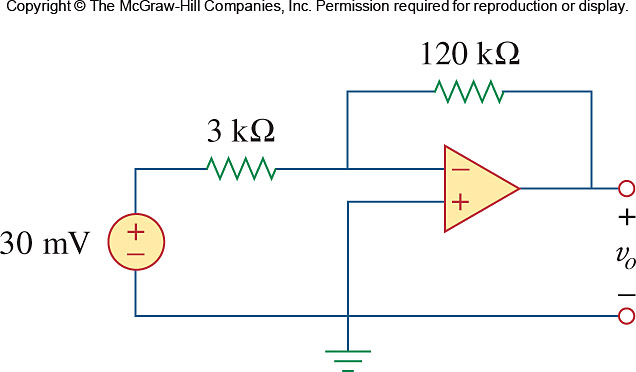 Copyright © The McGraw-Hill Companies, Inc. Permission required for reproduction or display.
120 kΩ
3 kΩ
−
+
+
−
30 mV
+
vₒ
−